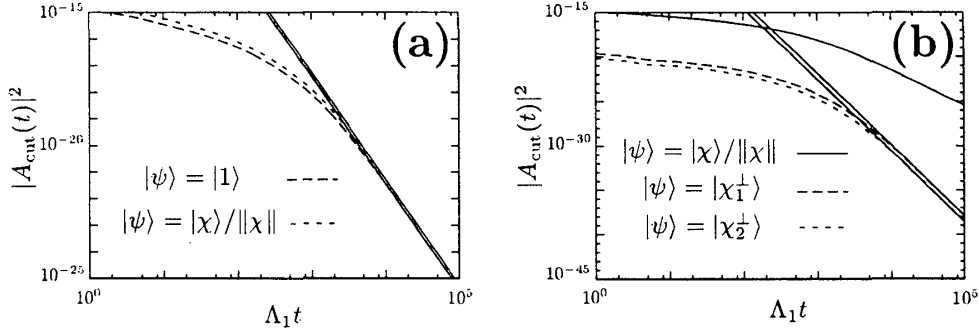 (a)
10^-15
10^-20
10^-25
|A_cut(t)|^2
|ψ⟩ = |1⟩
|ψ⟩ = |χ⟩/‖χ‖
10^0
10^5
Λ_1 t
(b)
10^-15
10^-30
10^-45
|A_cut(t)|^2
|ψ⟩ = |χ⟩/‖χ‖
|ψ⟩ = |χ_1^⊥⟩
|ψ⟩ = |χ_2^⊥⟩
10^0
10^5
Λ_1 t